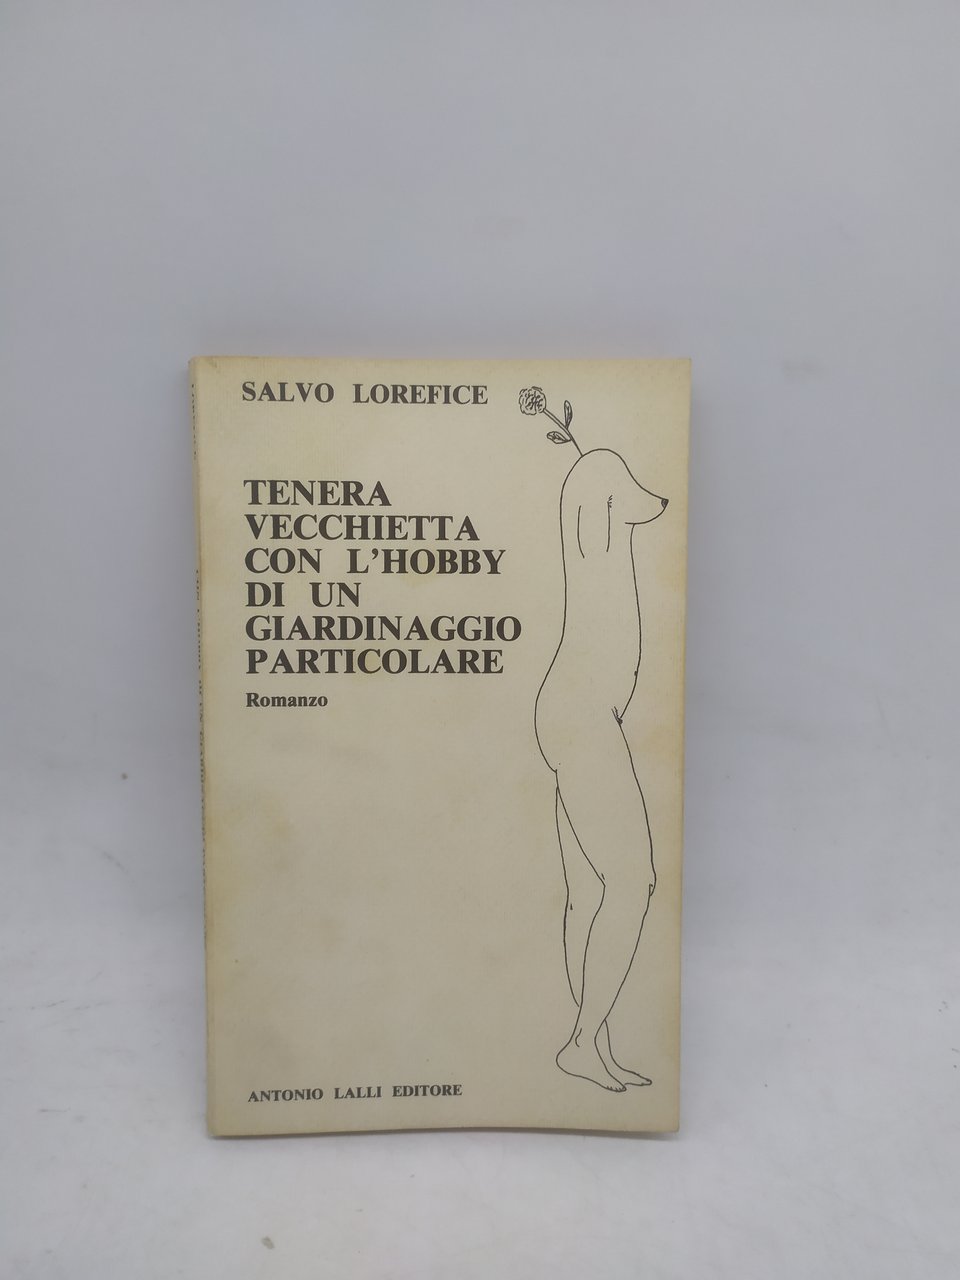 SALVO LOREFICE
TENERA
VECCHIETTA
CON L'HOBBY
DI UN
GIARDINAGGIO
PARTICOLARE
Romanzo
ANTONIO LALLI EDITORE